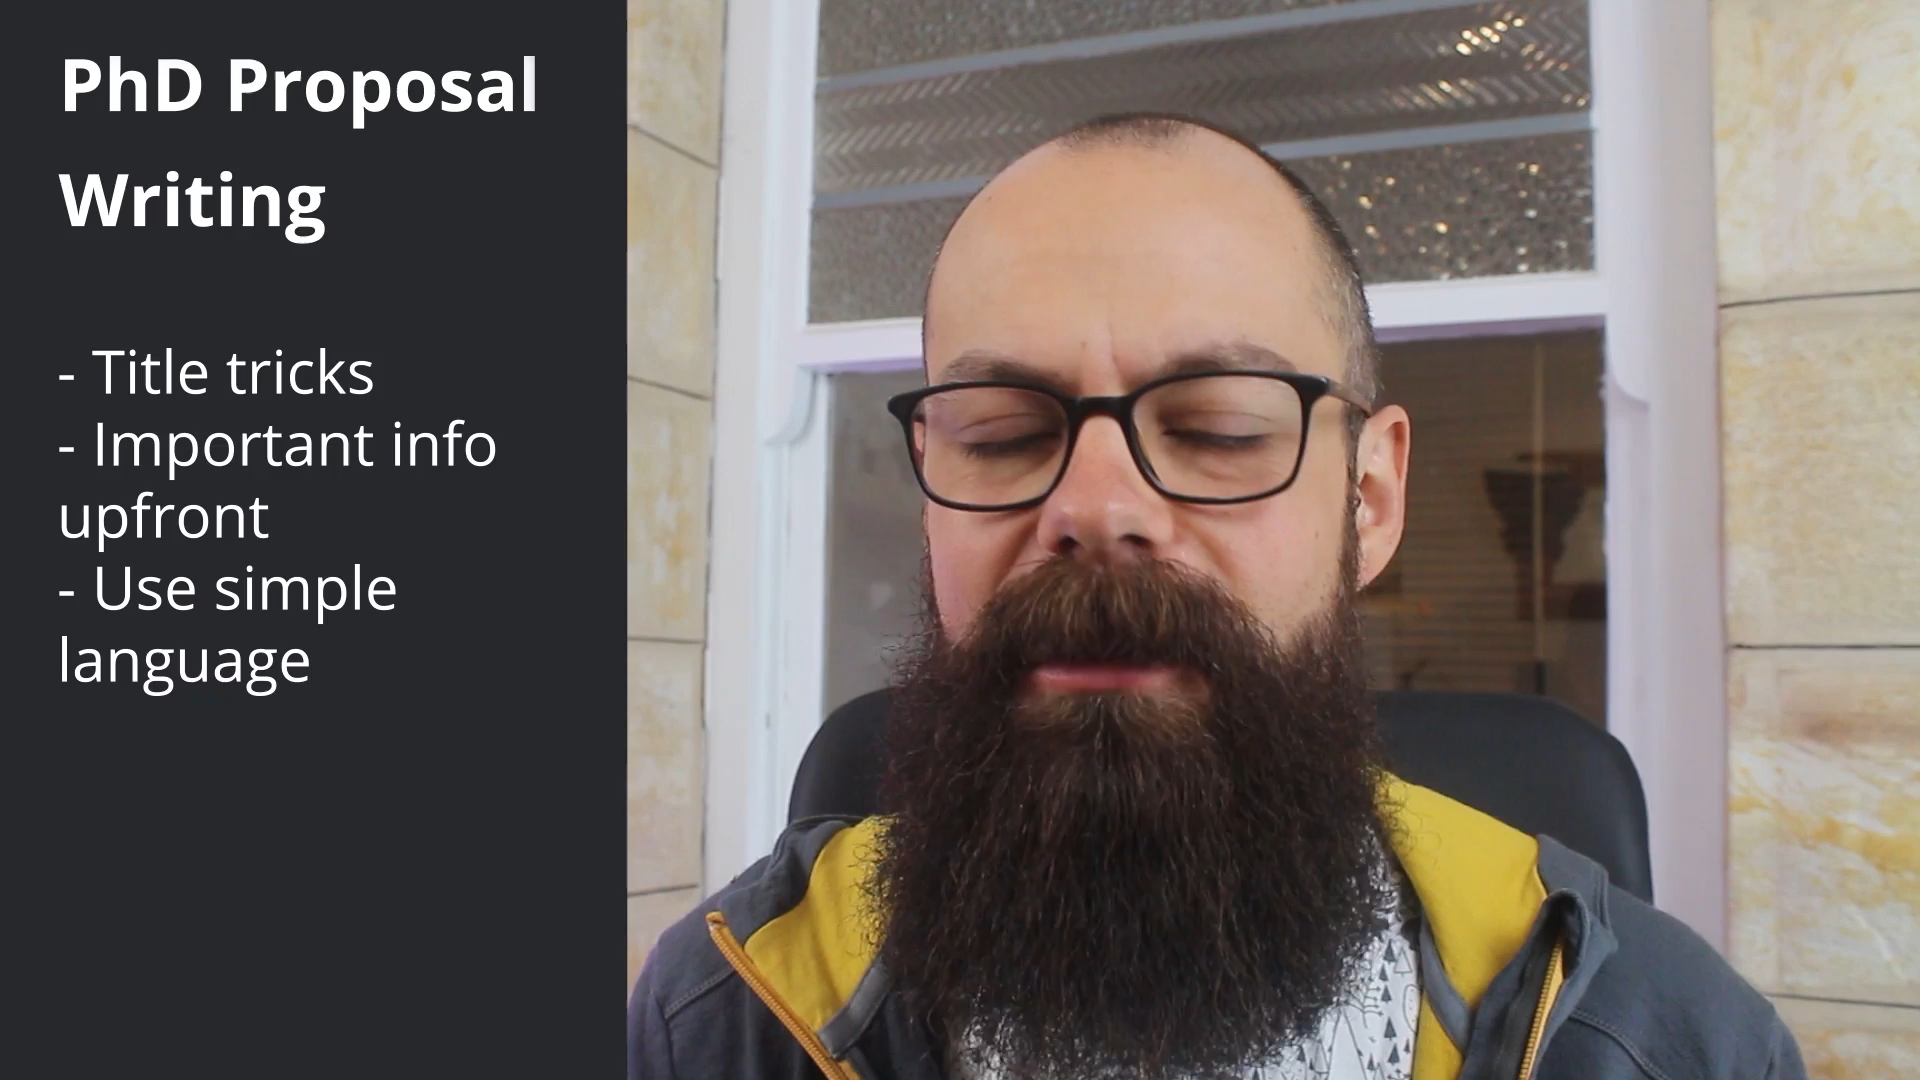 PhD Proposal
Writing
- Title tricks
- Important info
upfront
- Use simple
language